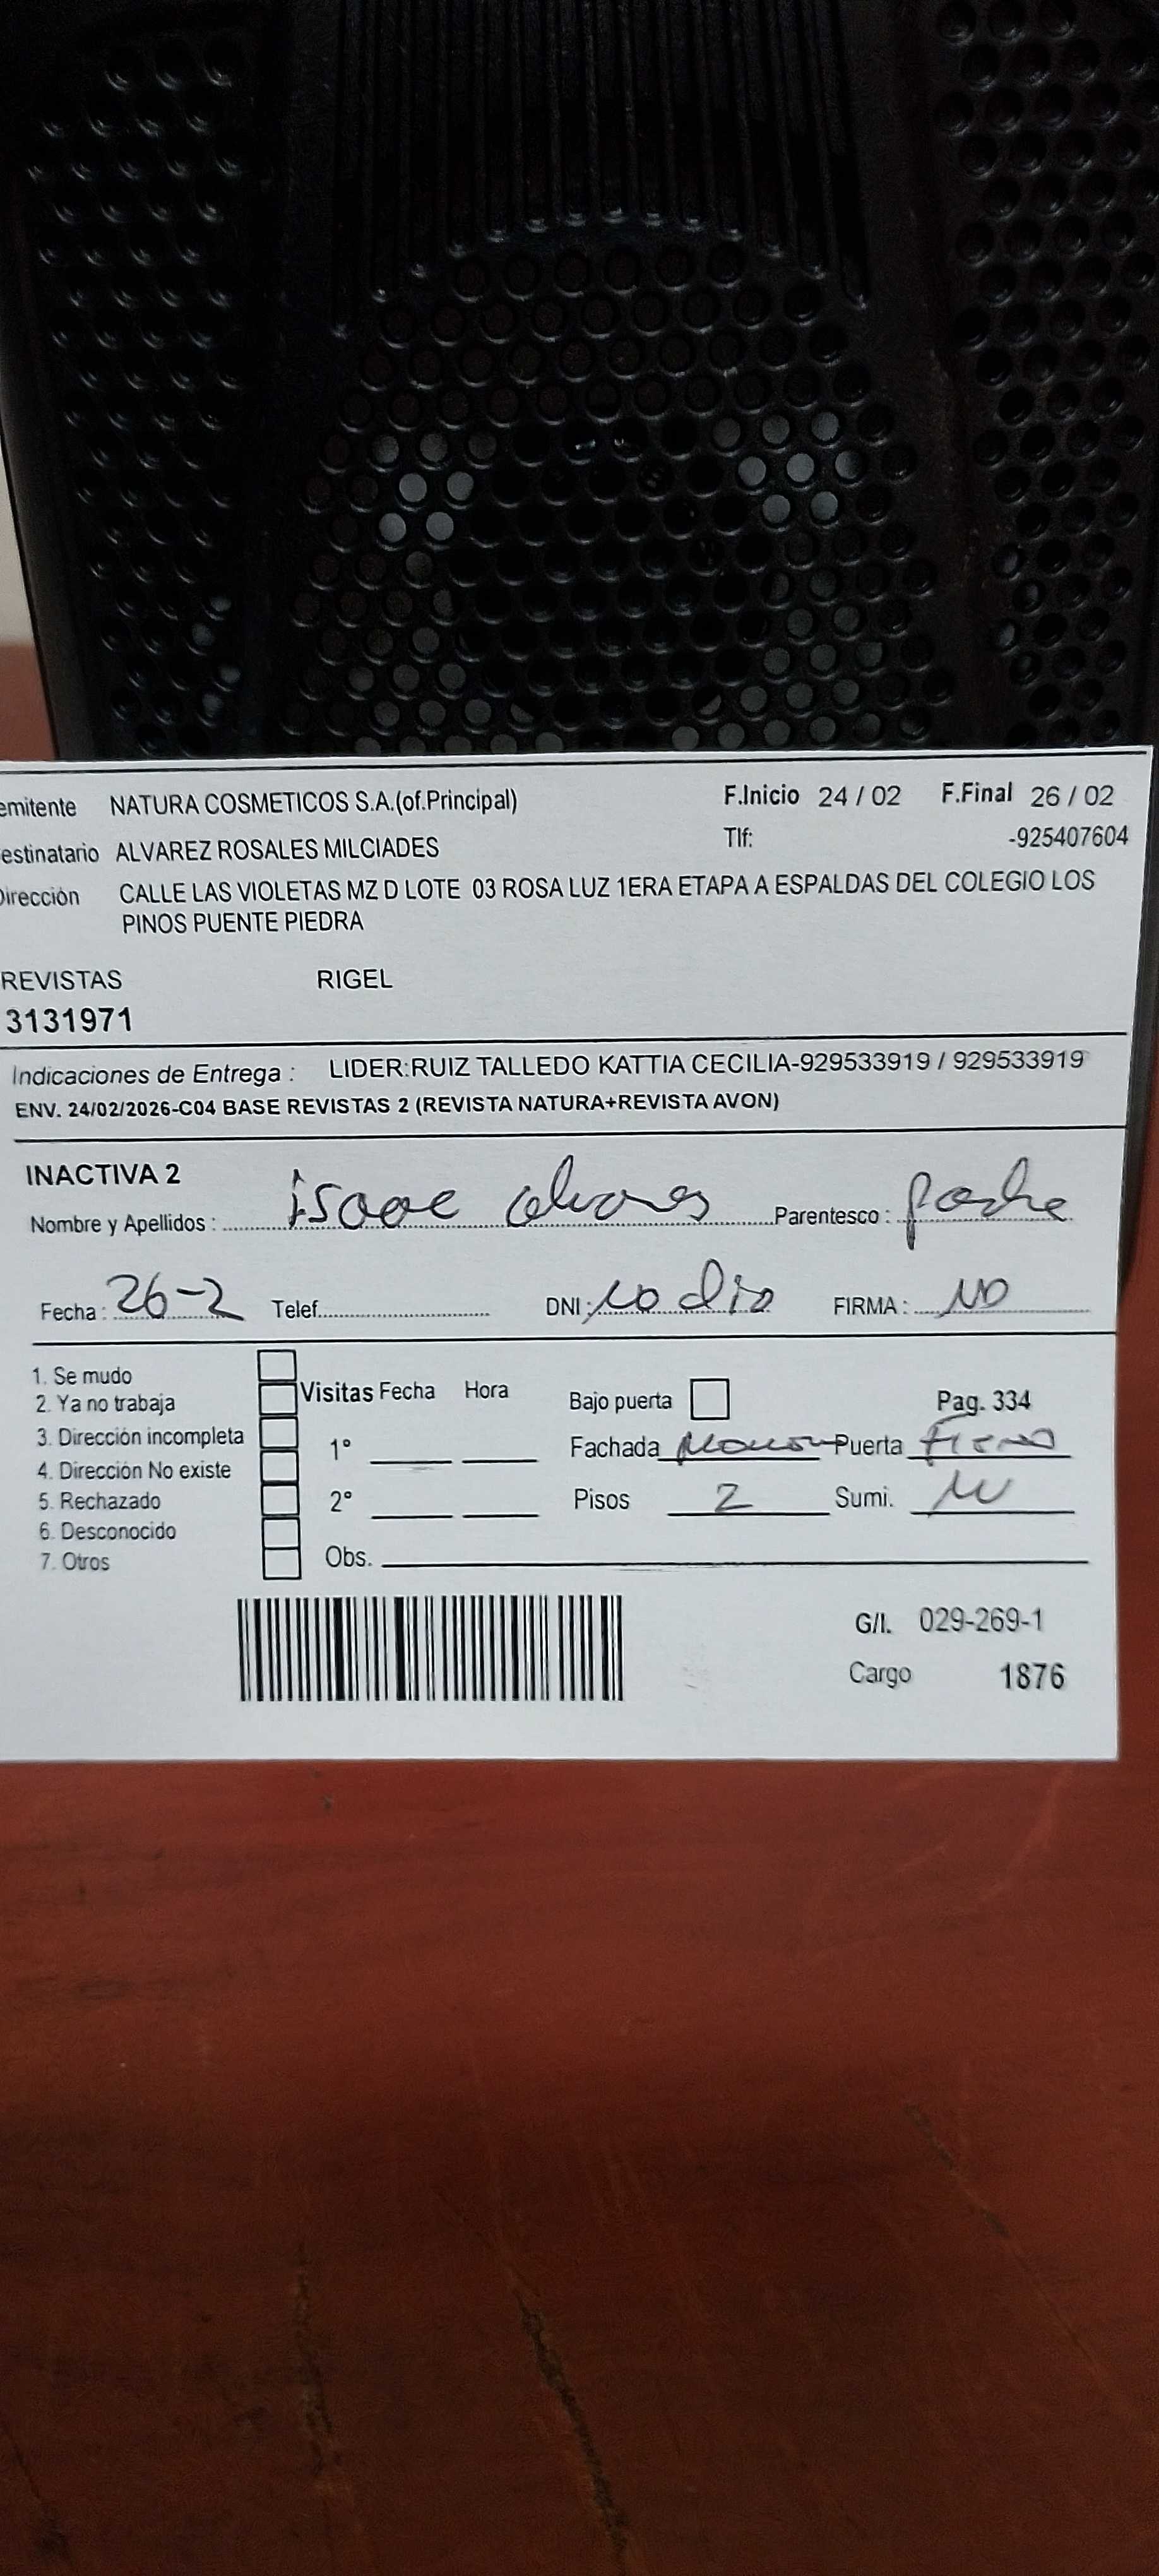 emitente NATURA COSMETICOS S.A.(of.Principal) F.Inicio 24 / 02 F.Final 26 / 02
estinatario ALVAREZ ROSALES MILCIADES Tlf: -925407604
Dirección CALLE LAS VIOLETAS MZ D LOTE 03 ROSA LUZ 1ERA ETAPA A ESPALDAS DEL COLEGIO LOS
PINOS PUENTE PIEDRA
REVISTAS RIGEL
3131971
Indicaciones de Entrega : LIDER:RUIZ TALLEDO KATTIA CECILIA-929533919 / 929533919
ENV. 24/02/2026-C04 BASE REVISTAS 2 (REVISTA NATURA+REVISTA AVON)
INACTIVA 2
Nombre y Apellidos : isaac Parentesco : padre
Fecha : 26-2 Telef. DNI : no dio FIRMA : NO
1. Se mudo
2. Ya no trabaja
3. Dirección incompleta
4. Dirección No existe
5. Rechazado
6. Desconocido
7. Otros
Visitas Fecha Hora
1°
2°
Obs.
Bajo puerta Pag. 334
Fachada Puerta
Pisos 2 Sumi.
G/I. 029-269-1
Cargo 1876